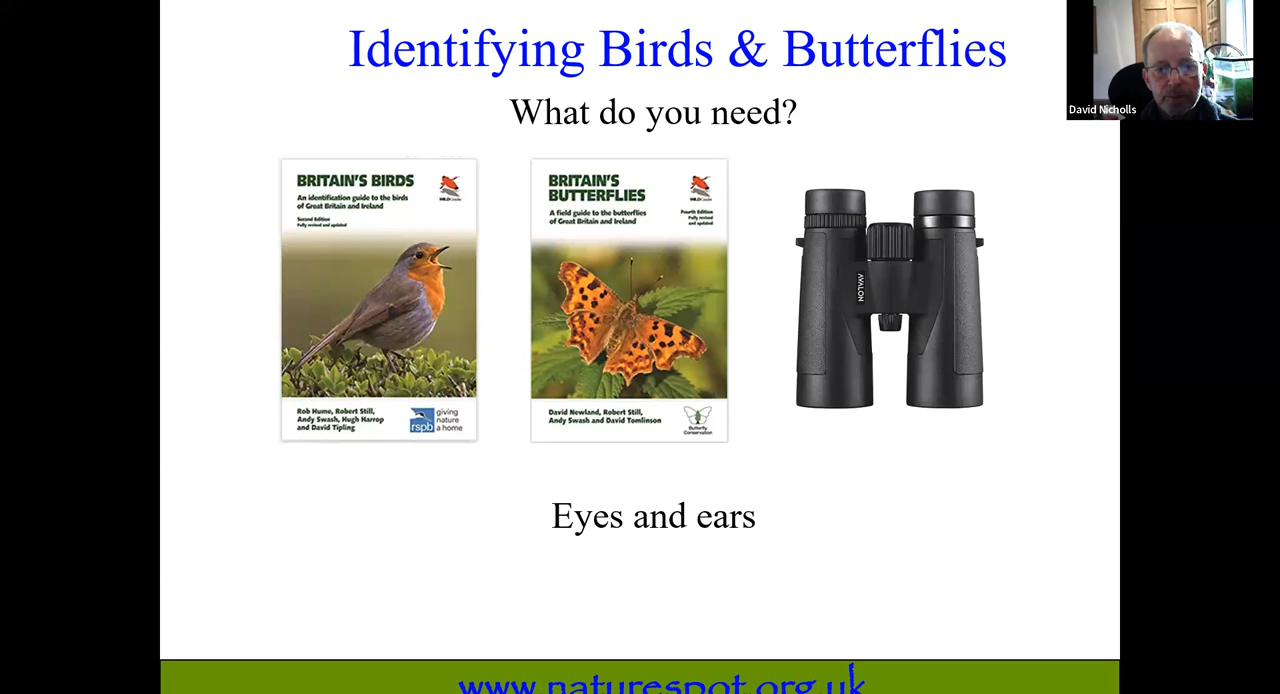 Identifying Birds & Butterflies
David Nicholls
What do you need?
BRITAIN'S BIRDS
An identification guide to the birds
of Great Britain and Ireland
Second Edition
Fully revised and updated
WILDGuides
Rob Hume, Robert Still,
Andy Swash, Hugh Harrop
and David Tipling
rspb
giving
nature
a home
BRITAIN'S
BUTTERFLIES
A field guide to the butterflies
of Great Britain and Ireland
WILDGuides
Fourth Edition
Fully revised
and updated
David Newland, Robert Still,
Andy Swash and David Tomlinson
Butterfly
Conservation
AVALON
Eyes and ears
www.naturespot.org.uk